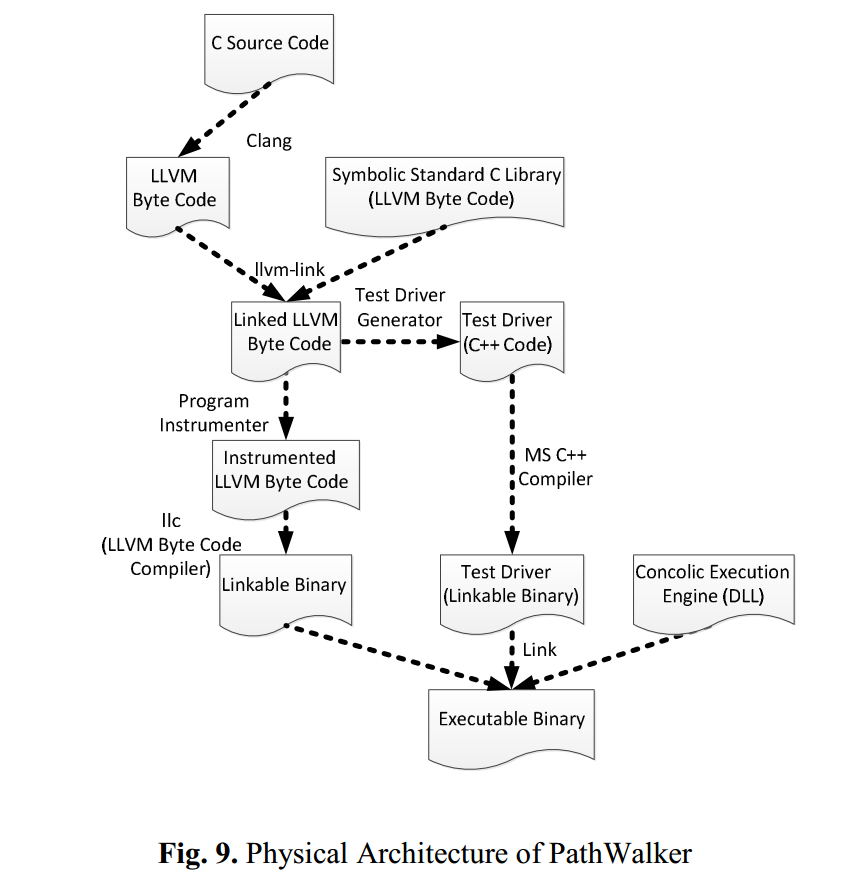 C Source Code
Clang
LLVM
Byte Code
Symbolic Standard C Library
(LLVM Byte Code)
llvm-link
Test Driver
Generator
Linked LLVM
Byte Code
Test Driver
(C++ Code)
Program
Instrumenter
Instrumented
LLVM Byte Code
MS C++
Compiler
llc
(LLVM Byte Code
Compiler)
Linkable Binary
Test Driver
(Linkable Binary)
Concolic Execution
Engine (DLL)
Link
Executable Binary
Fig. 9. Physical Architecture of PathWalker